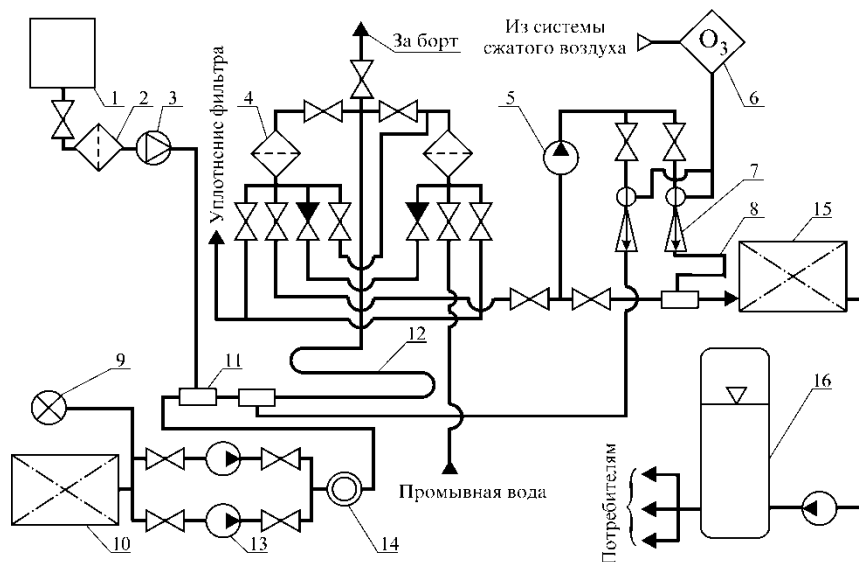 За борт
Из системы
сжатого воздуха
O3
1
2
3
4
5
6
7
8
15
Уплотнение фильтра
9
11
12
16
10
13
14
Промывная вода
Потребителям